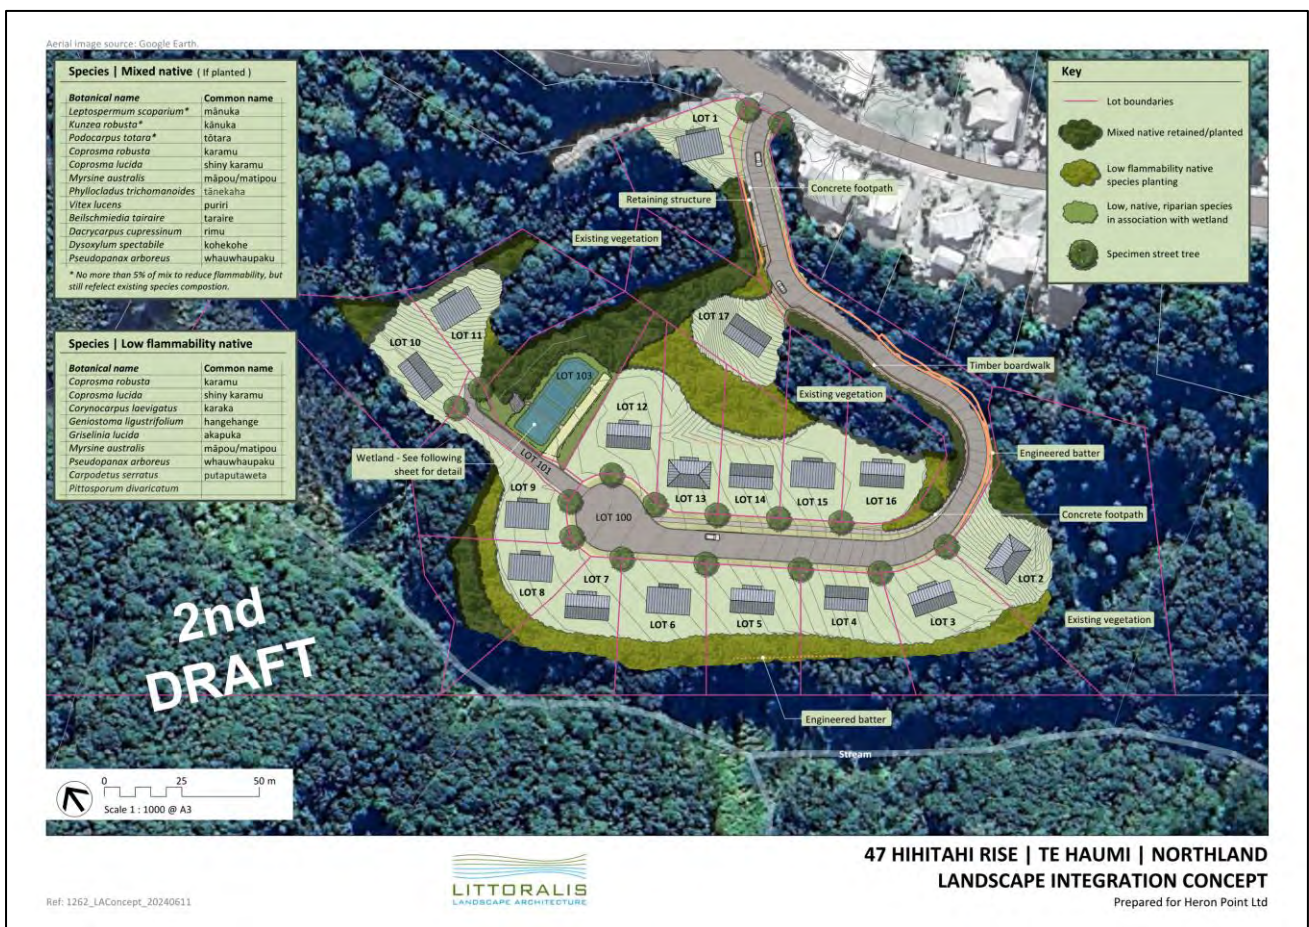 Aerial image source: Google Earth.
Species | Mixed native ( If planted )
Botanical name Common name
Leptospermum scoparium* mānuka
Kunzea robusta* kānuka
Podocarpus totara* tōtara
Coprosma robusta karamu
Coprosma lucida shiny karamu
Myrsine australis māpou/matipou
Phyllocladus trichomanoides tānekaha
Vitex lucens puriri
Beilschmiedia tairaire taraire
Dacrycarpus cupressinum rimu
Dysoxylum spectabile kohekohe
Pseudopanax arboreus whauwhaupaku
* No more than 5% of mix to reduce flammability, but
still refelect existing species compostion.
Species | Low flammability native
Botanical name Common name
Coprosma robusta karamu
Coprosma lucida shiny karamu
Corynocarpus laevigatus karaka
Geniostoma ligustrifolium hangehange
Griselinia lucida akapuka
Myrsine australis māpou/matipou
Pseudopanax arboreus whauwhaupaku
Carpodetus serratus putaputaweta
Pittosporum divaricatum
Key
Lot boundaries
Mixed native retained/planted
Low flammability native
species planting
Low, native, riparian species
in association with wetland
Specimen street tree
LOT 1
Concrete footpath
Retaining structure
Existing vegetation
LOT 17
LOT 11
LOT 10
LOT 103
Timber boardwalk
Existing vegetation
LOT 12
Wetland - See following
sheet for detail
LOT 101
Engineered batter
LOT 9
LOT 13
LOT 14
LOT 15
LOT 16
LOT 100
Concrete footpath
LOT 2
LOT 7
LOT 8
LOT 6
LOT 5
LOT 4
LOT 3
Existing vegetation
2nd
DRAFT
Engineered batter
Stream
0 25 50 m
Scale 1 : 1000 @ A3
47 HIHITAHI RISE | TE HAUMI | NORTHLAND
LANDSCAPE INTEGRATION CONCEPT
Prepared for Heron Point Ltd
LITTORALIS
LANDSCAPE ARCHITECTURE
Ref: 1262_LAConcept_20240611